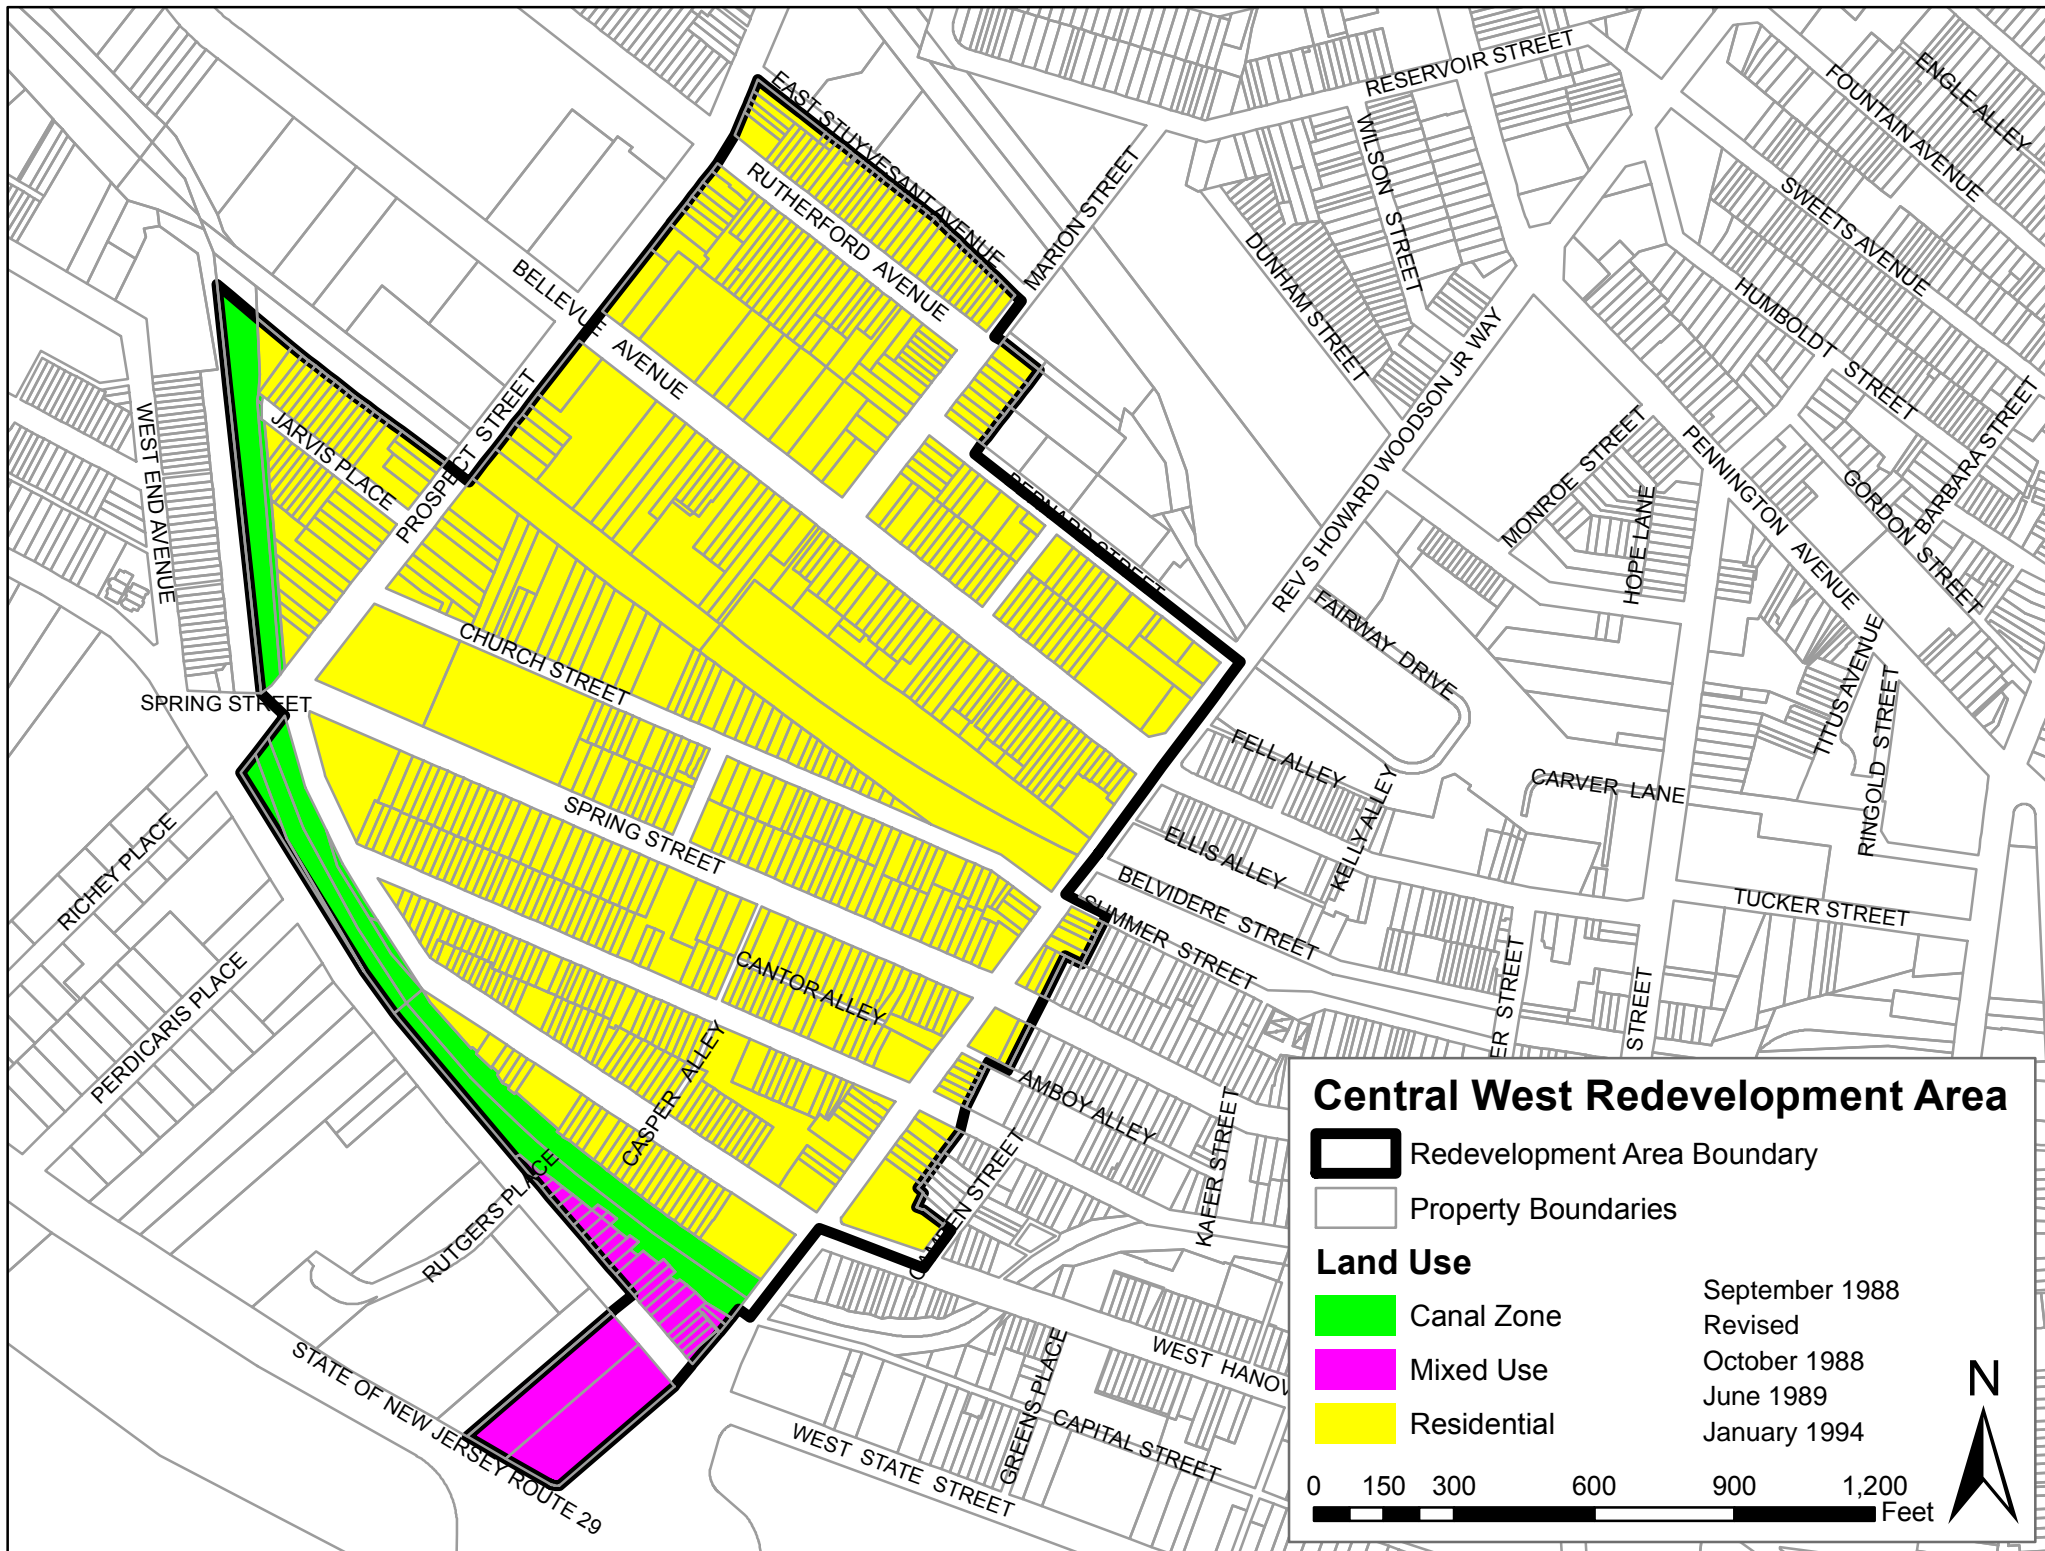 EAST STUYVESANT AVENUE
RESERVOIR STREET
ENGLE ALLEY
FOUNTAIN AVENUE
WILSON STREET
MARION STREET
RUTHERFORD AVENUE
SWEETS AVENUE
DUNHAM STREET
BELLEVUE AVENUE
HUMBOLDT STREET
REV S HOWARD WOODSON JR WAY
BARBARA STREET
WEST END AVENUE
JARVIS PLACE
PROSPECT STREET
MONROE STREET
PENNINGTON AVENUE
GORDON STREET
BERNARD STREET
HOPE LANE
FAIRWAY DRIVE
CHURCH STREET
TITUS AVENUE
RINGOLD STREET
SPRING STREET
FELL ALLEY
KELLY ALLEY
CARVER LANE
SPRING STREET
ELLIS ALLEY
RICHEY PLACE
BELVIDERE STREET
TUCKER STREET
SUMMER STREET
PERDICARIS PLACE
CANTOR ALLEY
ER STREET
STREET
CASPER ALLEY
AMBOY ALLEY
KAFER STREET
CAMDEN STREET
RUTGERS PLACE
STATE OF NEW JERSEY ROUTE 29
WEST HANOV
GREENS PLACE
CAPITAL STREET
WEST STATE STREET
Central West Redevelopment Area
Redevelopment Area Boundary
Property Boundaries
Land Use
Canal Zone
Mixed Use
Residential
September 1988
Revised
October 1988
June 1989
January 1994
N
0 150 300 600 900 1,200
Feet